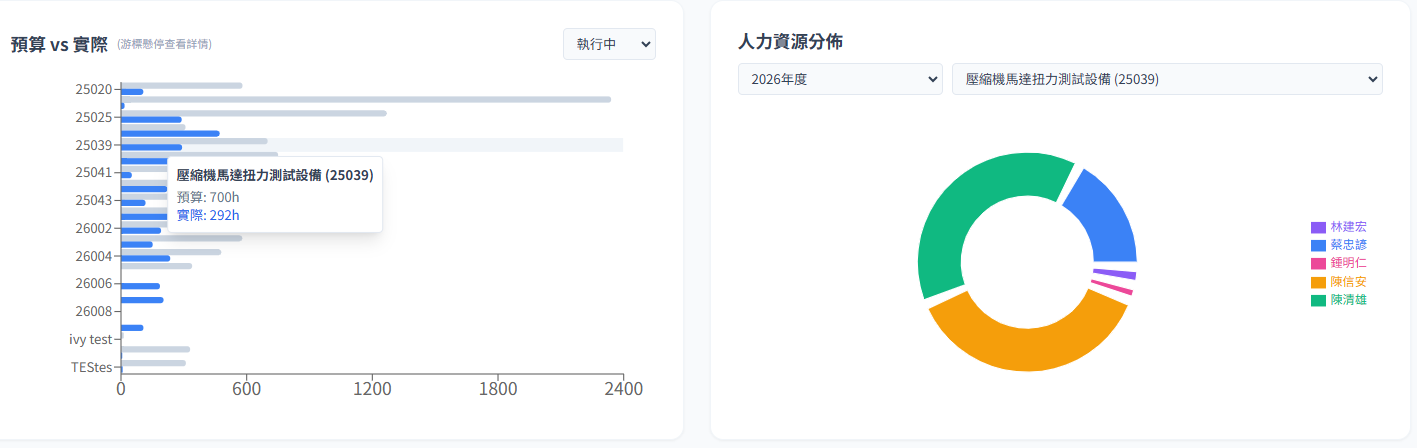 預算 vs 實際 (游標懸停查看詳情)
執行中
25020
25025
25039
25041
25043
26002
26004
26006
26008
ivy test
TEStes
0 600 1200 1800 2400
壓縮機馬達扭力測試設備 (25039)
預算: 700h
實際: 292h
人力資源分佈
2026年度
壓縮機馬達扭力測試設備 (25039)
林建宏
蔡忠諺
鍾明仁
陳信安
陳清雄